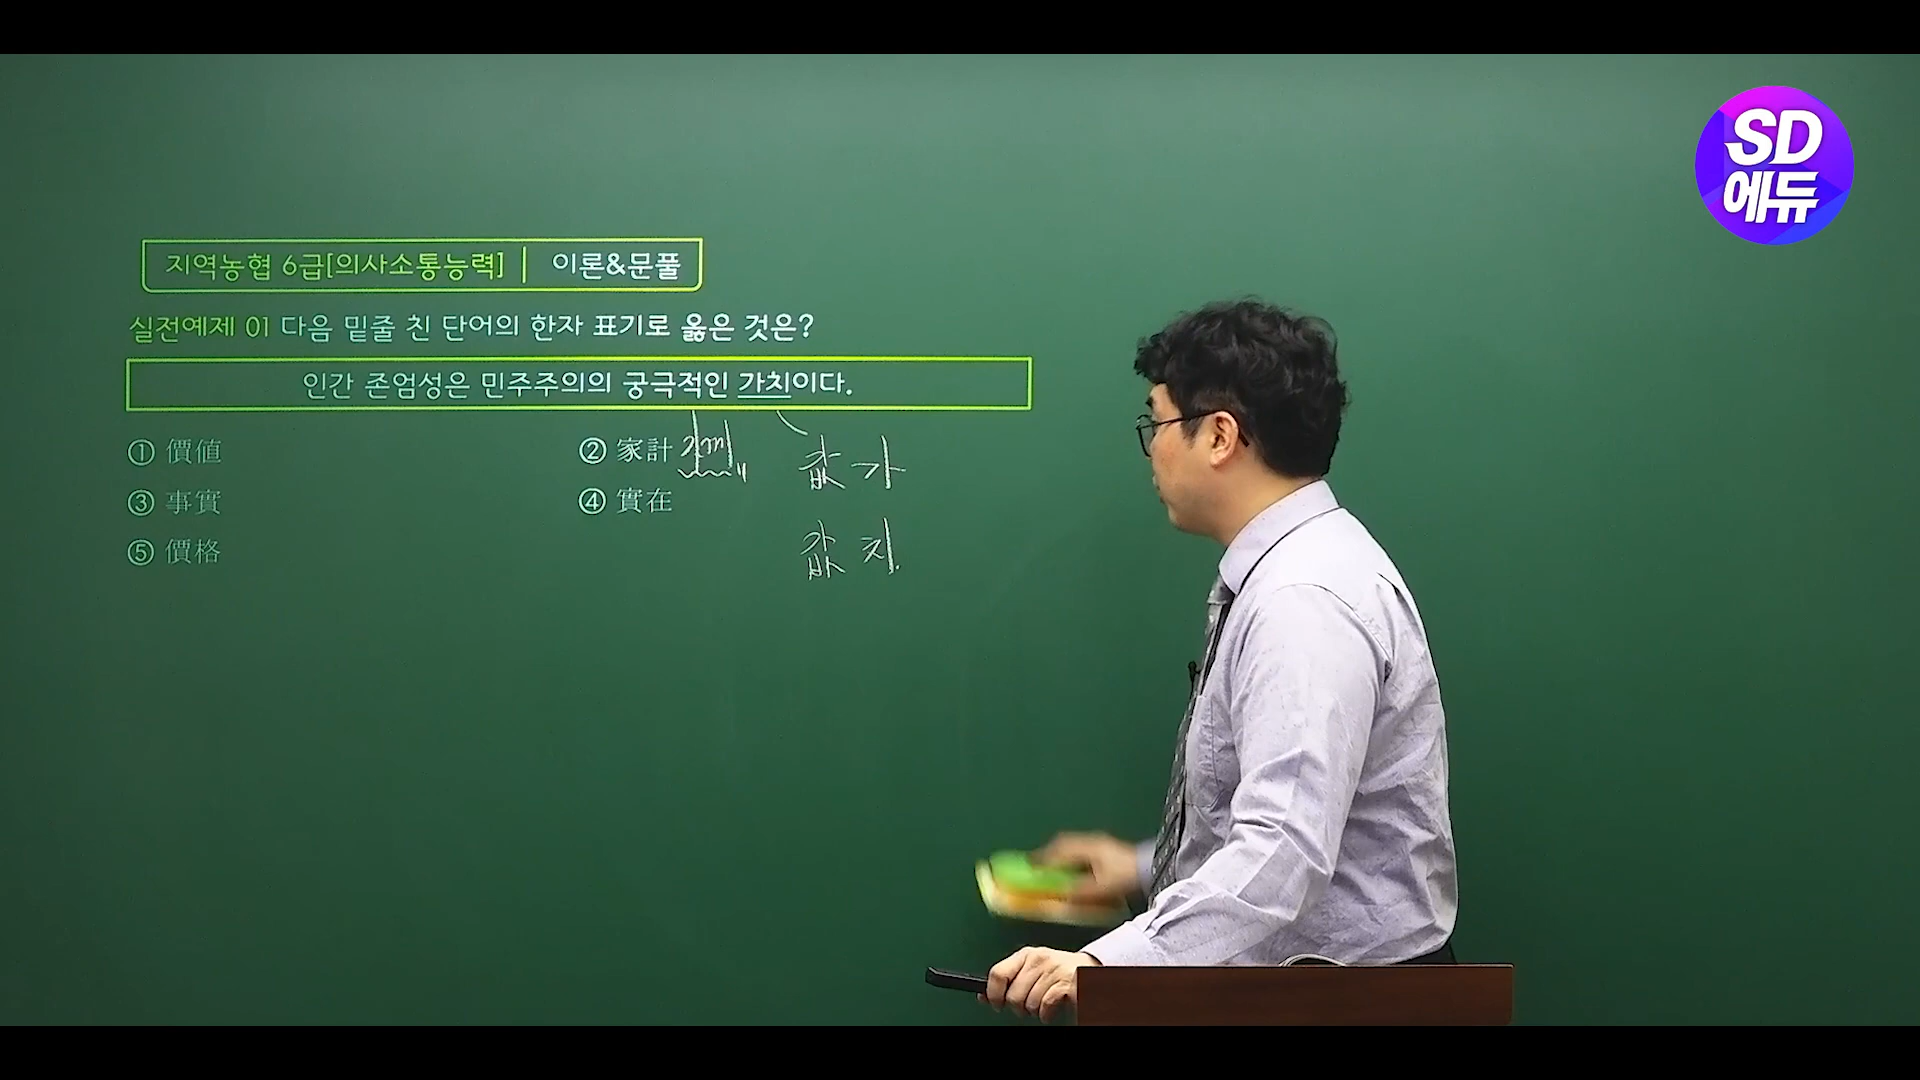 SD
에듀
지역농협 6급[의사소통능력] | 이론&문풀
실전예제 01 다음 밑줄 친 단어의 한자 표기로 옳은 것은?
인간 존엄성은 민주주의의 궁극적인 가치이다.
① 價値 ② 家計 값 가
③ 事實 ④ 實在
⑤ 價格 값 치.